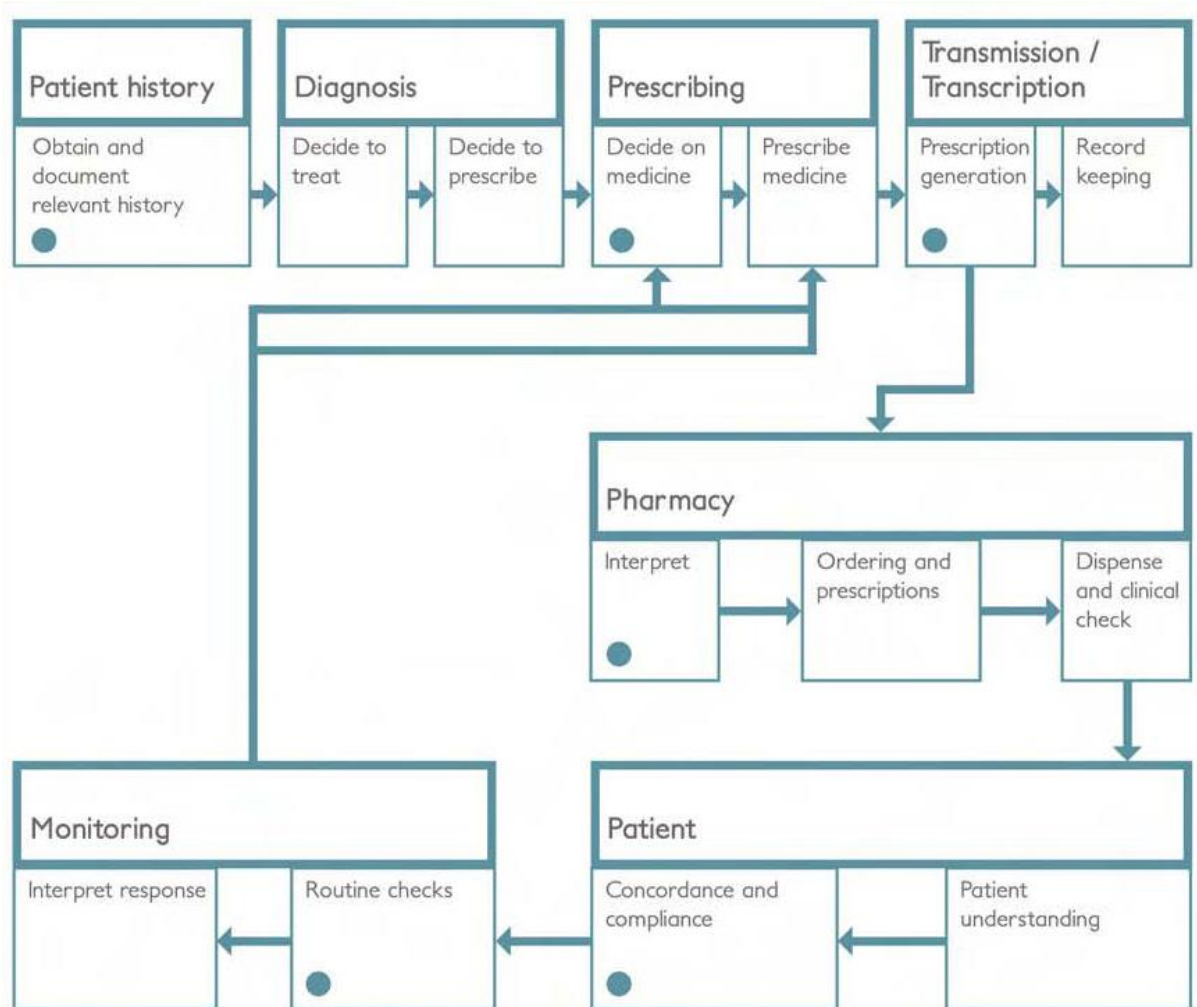 Patient history
Obtain and
document
relevant history
Diagnosis
Decide to
treat
Decide to
prescribe
Prescribing
Decide on
medicine
Prescribe
medicine
Transmission /
Transcription
Prescription
generation
Record
keeping
Pharmacy
Interpret
Ordering and
prescriptions
Dispense
and clinical
check
Monitoring
Interpret response
Routine checks
Patient
Concordance and
compliance
Patient
understanding